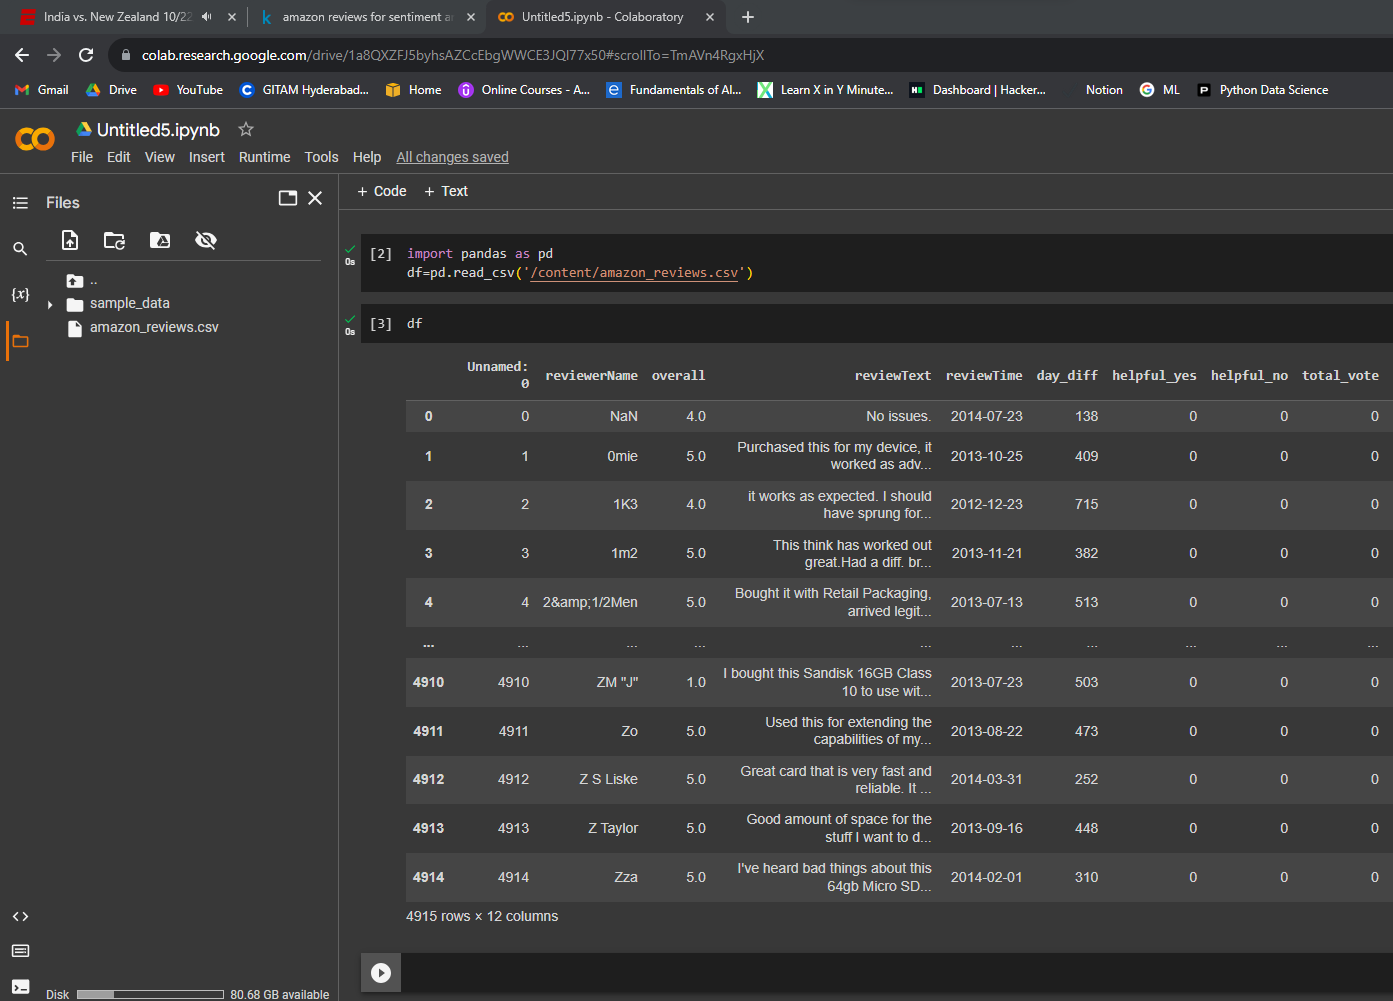 India vs. New Zealand 10/22
amazon reviews for sentiment a
Untitled5.ipynb - Colaboratory
colab.research.google.com/drive/1a8QXZFJ5byhsAZCcEbgWWCE3JQl77x50#scrollTo=TmAVn4RgxHjX
Gmail Drive YouTube GITAM Hyderabad... Home Online Courses - A... Fundamentals of AI... Learn X in Y Minute... Dashboard | Hacker... Notion ML Python Data Science
Untitled5.ipynb
File Edit View Insert Runtime Tools Help All changes saved
Files
+ Code + Text
..
sample_data
amazon_reviews.csv
{x}
0s
[2] import pandas as pd
df=pd.read_csv('/content/amazon_reviews.csv')
0s
[3] df
Unnamed: 0 reviewerName overall reviewText reviewTime day_diff helpful_yes helpful_no total_vote
0 0 NaN 4.0 No issues. 2014-07-23 138 0 0 0
1 1 0mie 5.0 Purchased this for my device, it worked as adv... 2013-10-25 409 0 0 0
2 2 1K3 4.0 it works as expected. I should have sprung for... 2012-12-23 715 0 0 0
3 3 1m2 5.0 This think has worked out great.Had a diff. br... 2013-11-21 382 0 0 0
4 4 2&amp;1/2Men 5.0 Bought it with Retail Packaging, arrived legit... 2013-07-13 513 0 0 0
... ... ... ... ... ... ... ... ... ...
4910 4910 ZM "J" 1.0 I bought this Sandisk 16GB Class 10 to use wit... 2013-07-23 503 0 0 0
4911 4911 Zo 5.0 Used this for extending the capabilities of my... 2013-08-22 473 0 0 0
4912 4912 Z S Liske 5.0 Great card that is very fast and reliable. It ... 2014-03-31 252 0 0 0
4913 4913 Z Taylor 5.0 Good amount of space for the stuff I want to d... 2013-09-16 448 0 0 0
4914 4914 Zza 5.0 I've heard bad things about this 64gb Micro SD... 2014-02-01 310 0 0 0
4915 rows × 12 columns
Disk 80.68 GB available